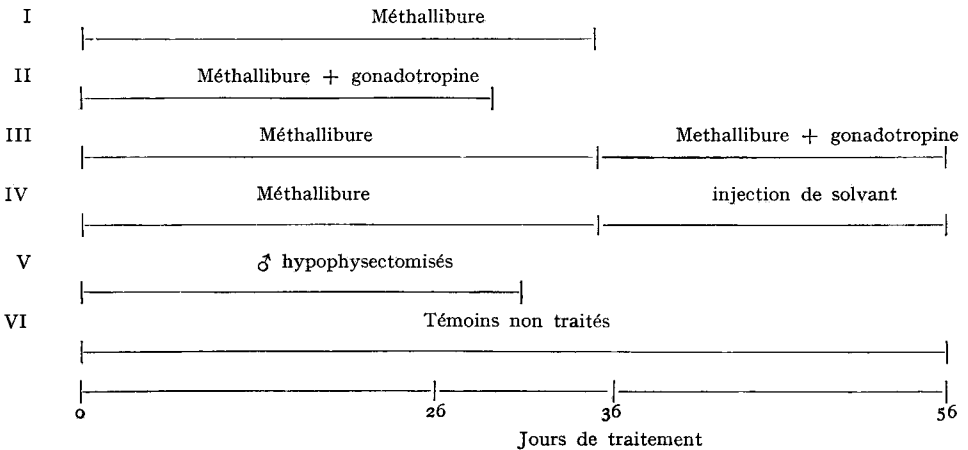 I Méthallibure
II Méthallibure + gonadotropine
III Méthallibure Methallibure + gonadotropine
IV Méthallibure injection de solvant
V ♂ hypophysectomisés
VI Témoins non traités
0 26 36 56
Jours de traitement